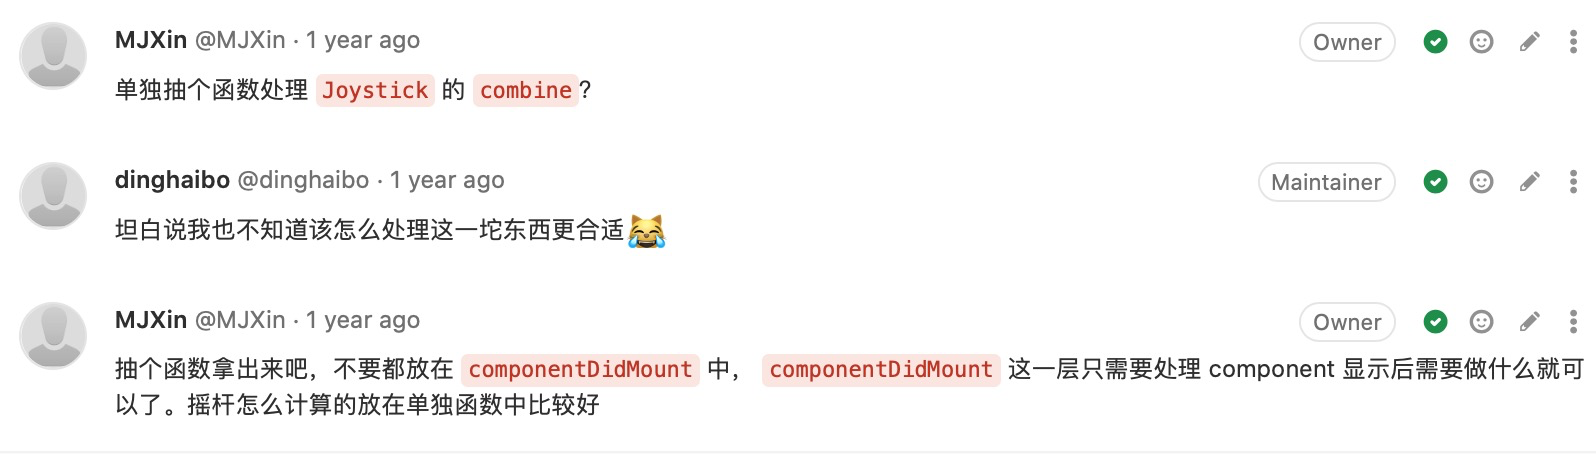 MJXin @MJXin · 1 year ago Owner
单独抽个函数处理 Joystick 的 combine?
dinghaibo @dinghaibo · 1 year ago Maintainer
坦白说我也不知道该怎么处理这一坨东西更合适😹
MJXin @MJXin · 1 year ago Owner
抽个函数拿出来吧，不要都放在 componentDidMount 中， componentDidMount 这一层只需要处理 component 显示后需要做什么就可
以了。摇杆怎么计算的放在单独函数中比较好